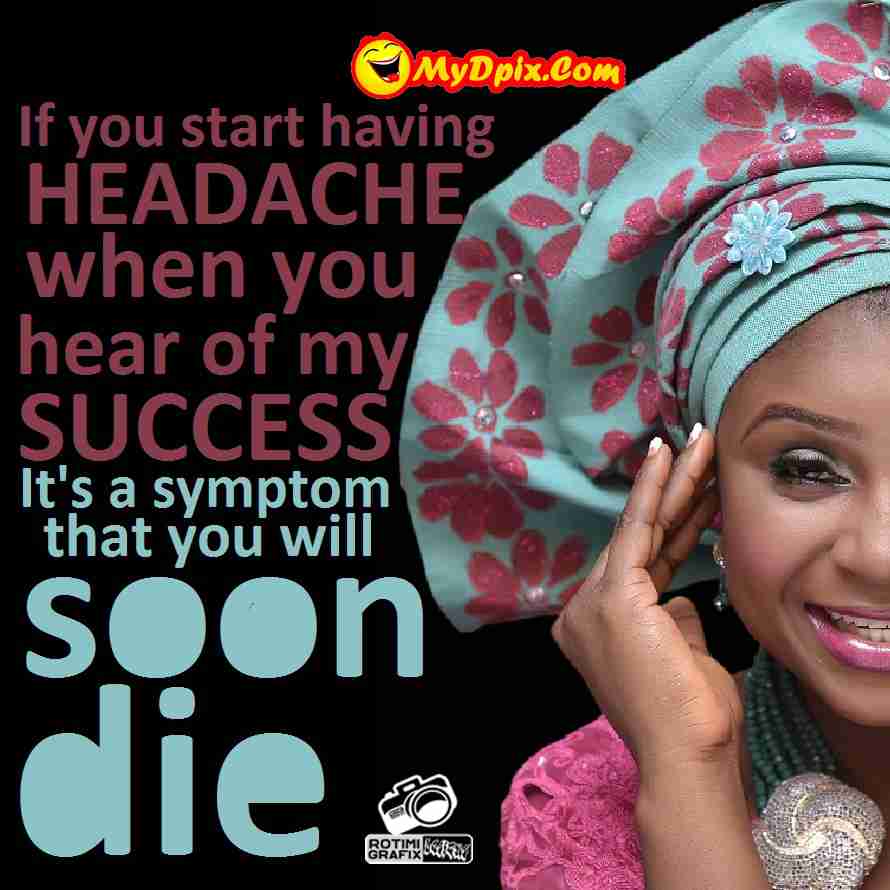 MyDpix.Com
If you start having
HEADACHE
when you
hear of my
SUCCESS
It's a symptom
that you will
soon
die
ROTIMI
GRAFIX